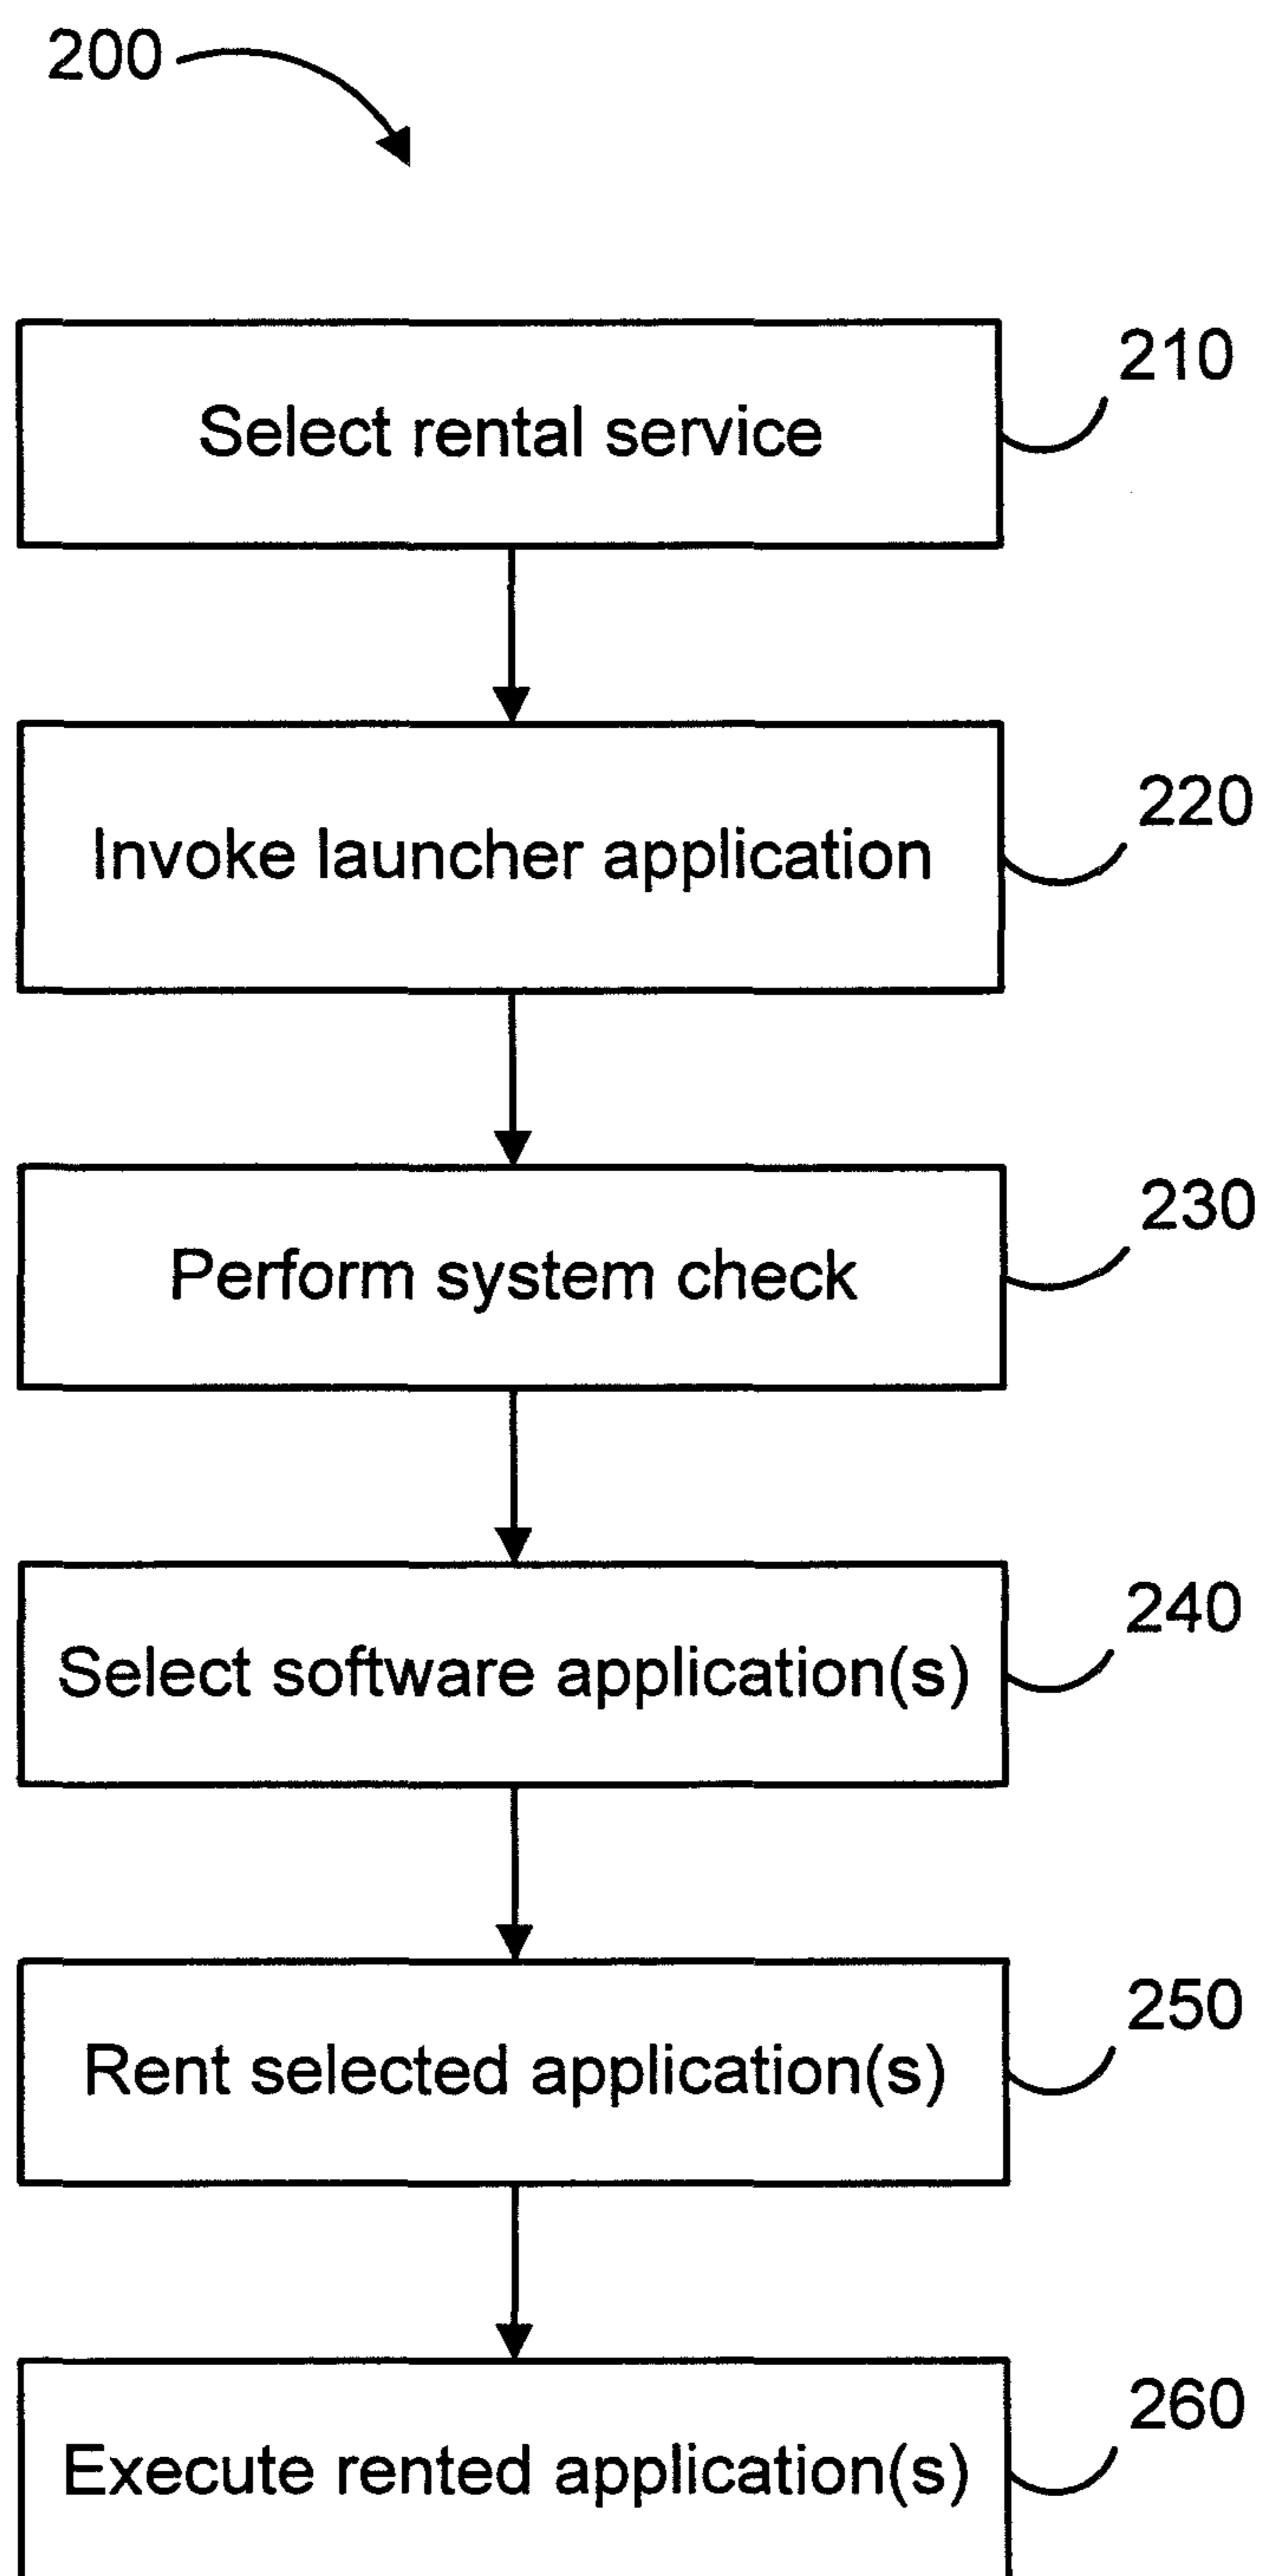 200
Select rental service
210
Invoke launcher application
220
Perform system check
230
Select software application(s)
240
Rent selected application(s)
250
Execute rented application(s)
260